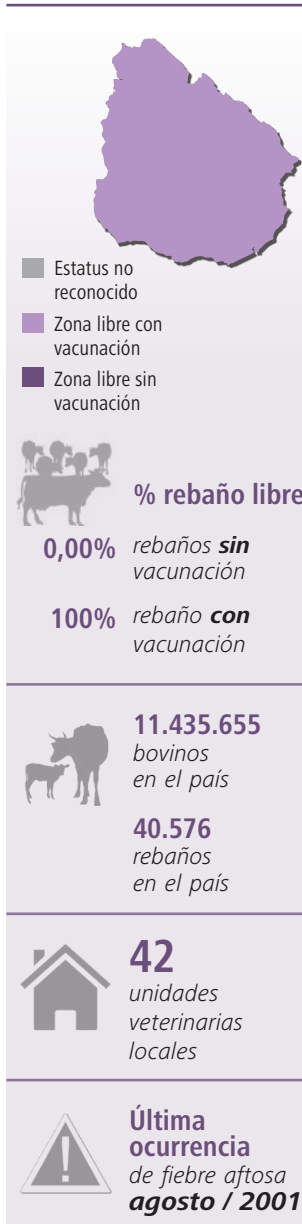 Estatus no
reconocido
Zona libre con
vacunación
Zona libre sin
vacunación
% rebaño libre
0,00% rebaños sin
vacunación
100% rebaño con
vacunación
11.435.655
bovinos
en el país
40.576
rebaños
en el país
42
unidades
veterinarias
locales
Última
ocurrencia
de fiebre aftosa
agosto / 2001